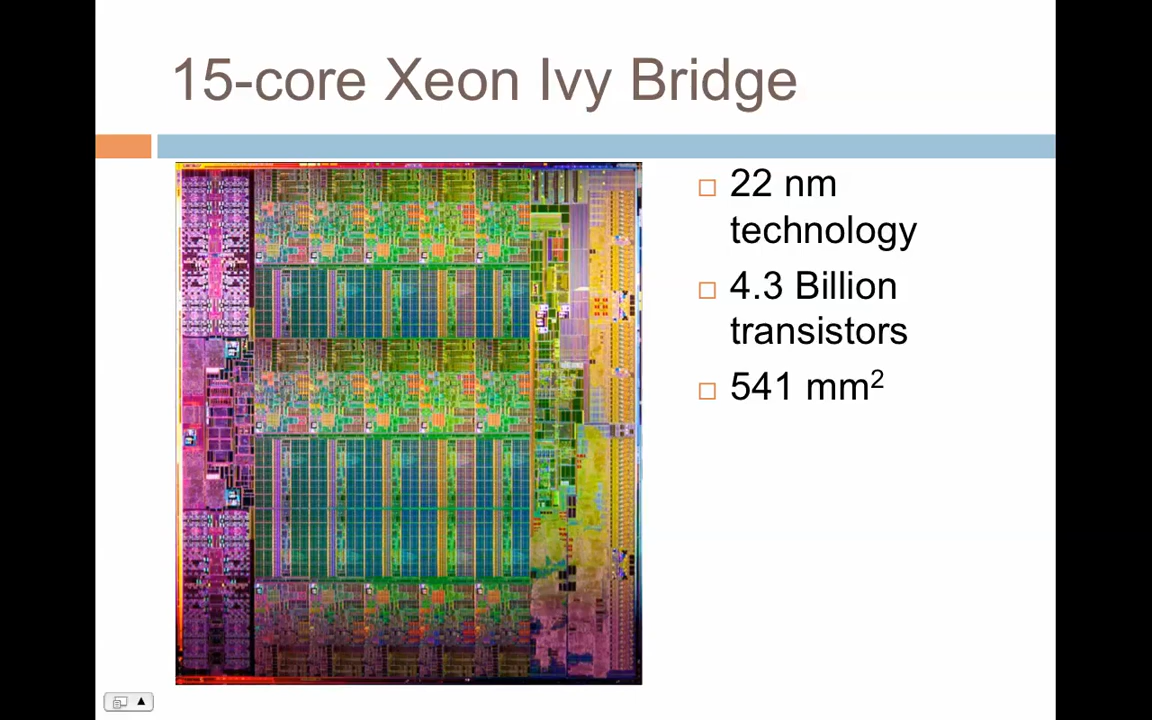 15-core Xeon Ivy Bridge
22 nm
technology
4.3 Billion
transistors
541 mm²